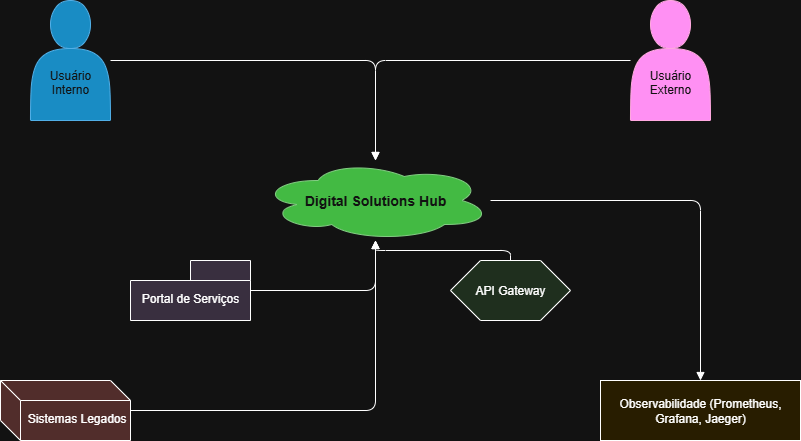 Usuário
Interno
Usuário
Externo
Digital Solutions Hub
Portal de Serviços
API Gateway
Sistemas Legados
Observabilidade (Prometheus,
Grafana, Jaeger)